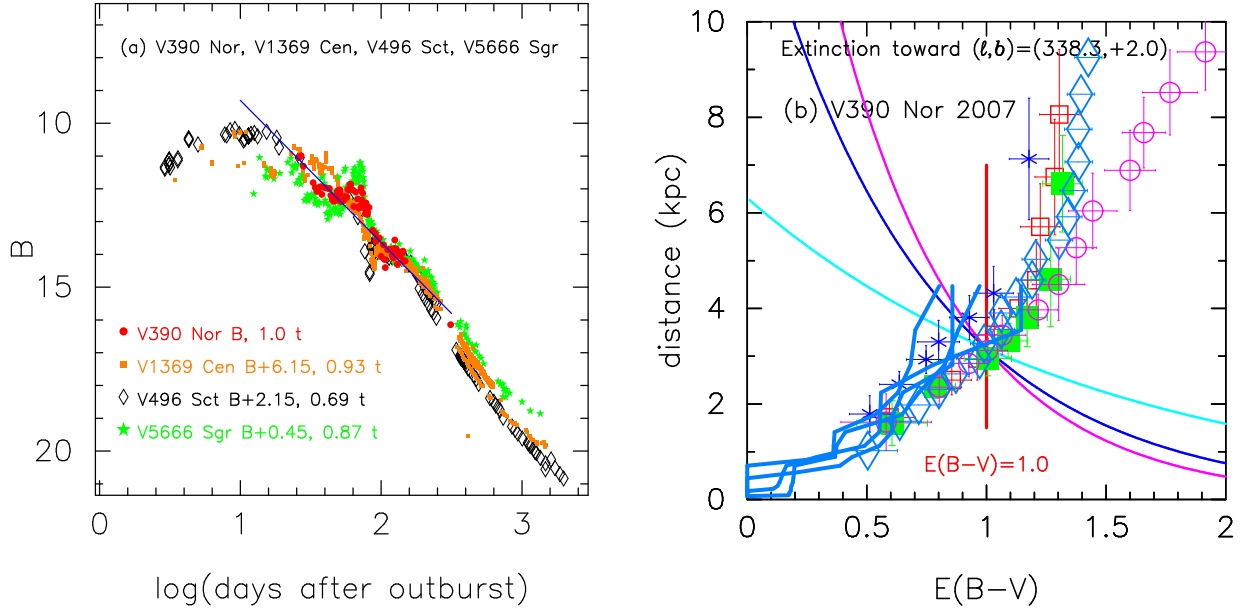 (a) V390 Nor, V1369 Cen, V496 Sct, V5666 Sgr
B
10
15
20
V390 Nor B, 1.0 t
V1369 Cen B+6.15, 0.93 t
V496 Sct B+2.15, 0.69 t
V5666 Sgr B+0.45, 0.87 t
0
1
2
3
log(days after outburst)
Extinction toward (l,b)=(338.3,+2.0)
(b) V390 Nor 2007
distance (kpc)
10
8
6
4
2
0
E(B−V)=1.0
0
0.5
1
1.5
2
E(B−V)